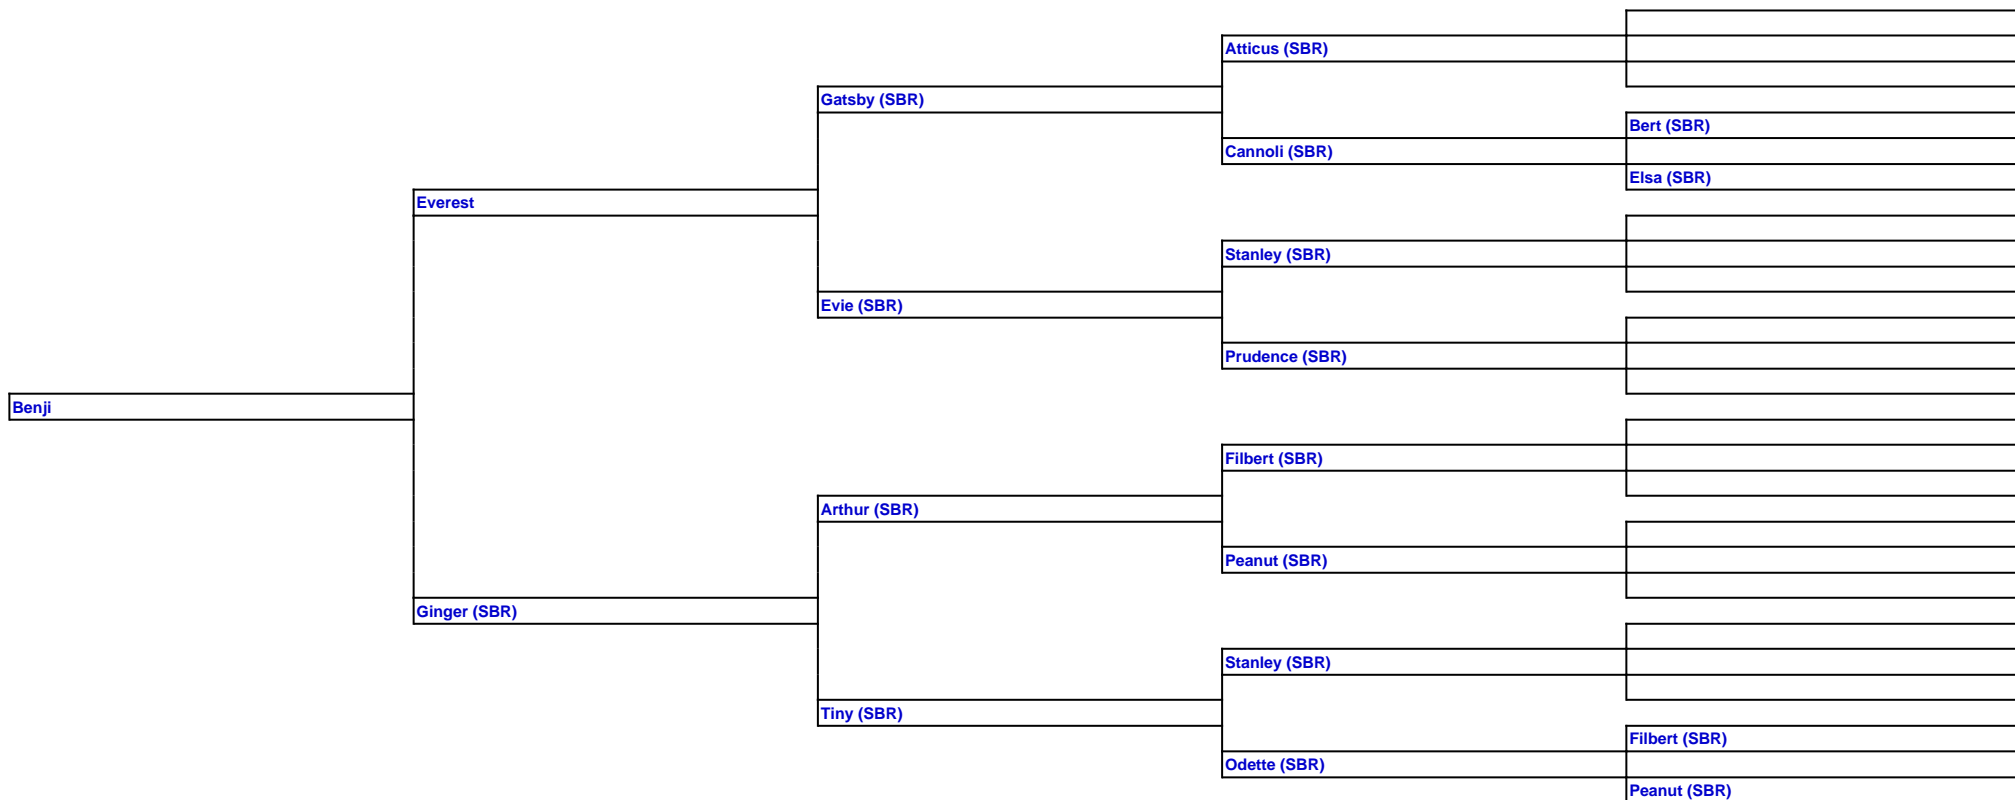 Atticus (SBR)
Gatsby (SBR)
Bert (SBR)
Cannoli (SBR)
Elsa (SBR)
Everest
Stanley (SBR)
Evie (SBR)
Prudence (SBR)
Benji
Filbert (SBR)
Arthur (SBR)
Peanut (SBR)
Ginger (SBR)
Stanley (SBR)
Tiny (SBR)
Filbert (SBR)
Odette (SBR)
Peanut (SBR)